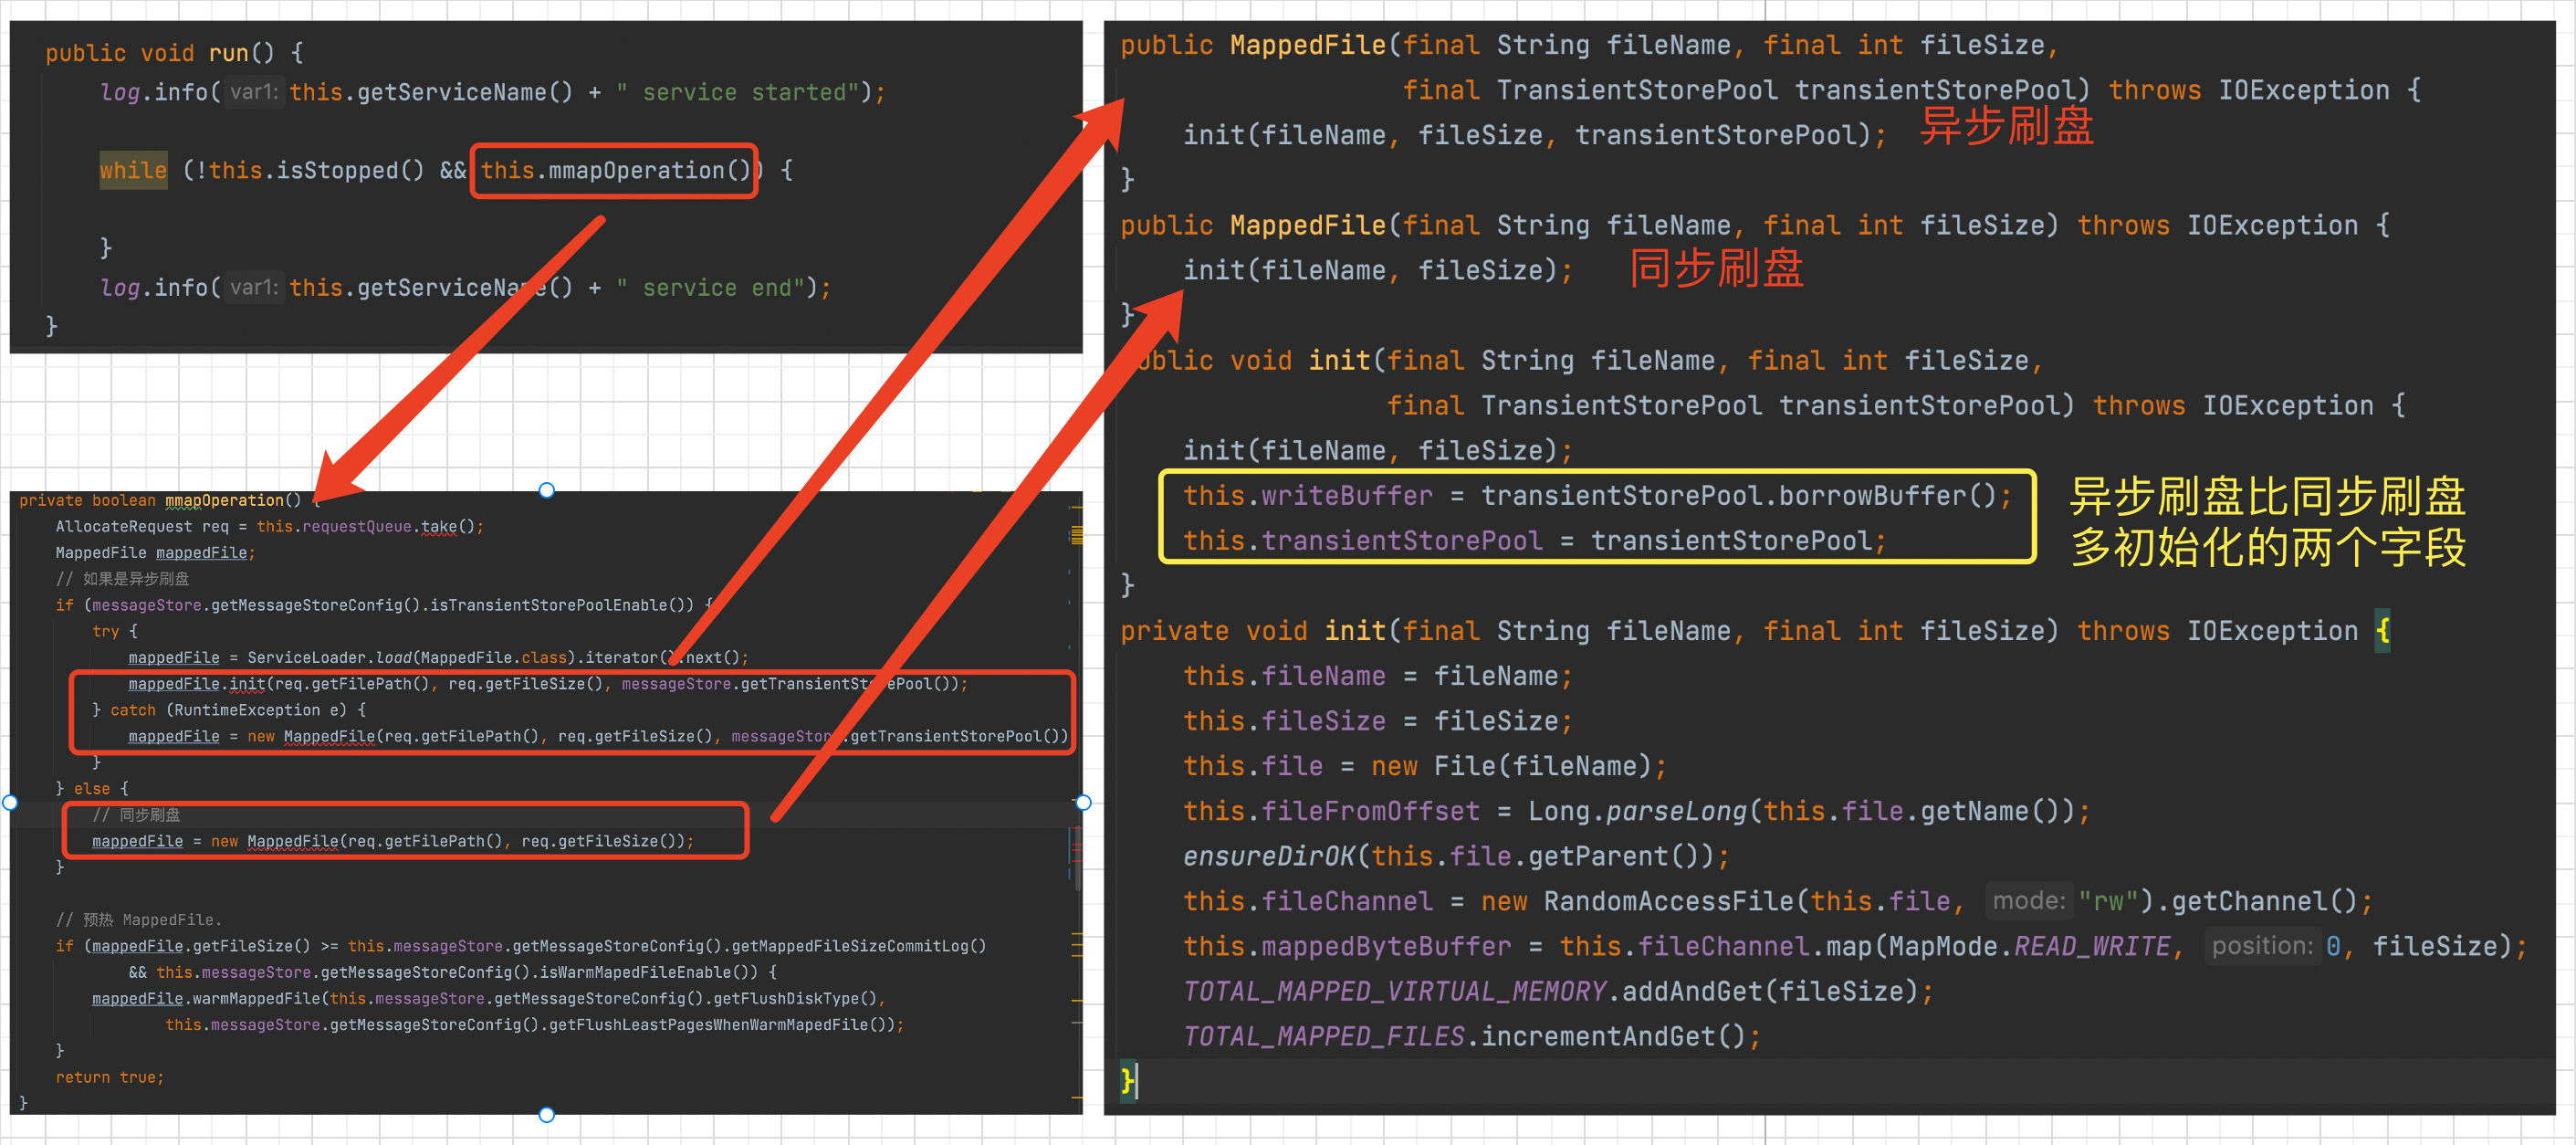 public void run() {
log.info( var1: this.getServiceName() + " service started");
while (!this.isStopped() && this.mmapOperation()) {
}
log.info( var1: this.getServiceName() + " service end");
}
private boolean mmapOperation() {
AllocateRequest req = this.requestQueue.take();
MappedFile mappedFile;
// 如果是异步刷盘
if (messageStore.getMessageStoreConfig().isTransientStorePoolEnable()) {
try {
mappedFile = ServiceLoader.load(MappedFile.class).iterator().next();
mappedFile.init(req.getFilePath(), req.getFileSize(), messageStore.getTransientStorePool());
} catch (RuntimeException e) {
mappedFile = new MappedFile(req.getFilePath(), req.getFileSize(), messageStore.getTransientStorePool())
}
} else {
// 同步刷盘
mappedFile = new MappedFile(req.getFilePath(), req.getFileSize());
}
// 预热 MappedFile.
if (mappedFile.getFileSize() >= this.messageStore.getMessageStoreConfig().getMappedFileSizeCommitLog()
&& this.messageStore.getMessageStoreConfig().isWarmMapedFileEnable()) {
mappedFile.warmMappedFile(this.messageStore.getMessageStoreConfig().getFlushDiskType(),
this.messageStore.getMessageStoreConfig().getFlushLeastPagesWhenWarmMapedFile());
}
return true;
}
public MappedFile(final String fileName, final int fileSize,
final TransientStorePool transientStorePool) throws IOException {
init(fileName, fileSize, transientStorePool); 异步刷盘
}
public MappedFile(final String fileName, final int fileSize) throws IOException {
init(fileName, fileSize); 同步刷盘
}
public void init(final String fileName, final int fileSize,
final TransientStorePool transientStorePool) throws IOException {
init(fileName, fileSize);
this.writeBuffer = transientStorePool.borrowBuffer();
this.transientStorePool = transientStorePool;
异步刷盘比同步刷盘
多初始化的两个字段
}
private void init(final String fileName, final int fileSize) throws IOException {
this.fileName = fileName;
this.fileSize = fileSize;
this.file = new File(fileName);
this.fileFromOffset = Long.parseLong(this.file.getName());
ensureDirOK(this.file.getParent());
this.fileChannel = new RandomAccessFile(this.file, mode: "rw").getChannel();
this.mappedByteBuffer = this.fileChannel.map(MapMode.READ_WRITE, position: 0, fileSize);
TOTAL_MAPPED_VIRTUAL_MEMORY.addAndGet(fileSize);
TOTAL_MAPPED_FILES.incrementAndGet();
}